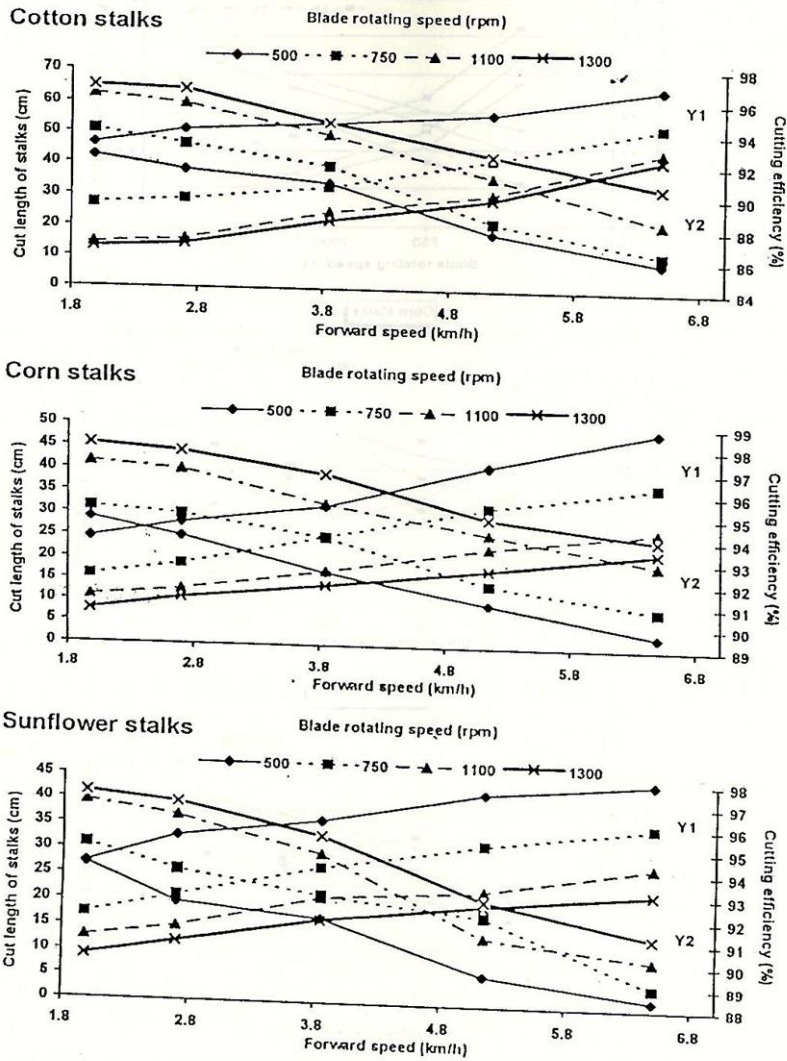 Cotton stalks
Blade rotating speed (rpm)
500 750 1100 1300
Cut length of stalks (cm)
70
60
50
40
30
20
10
0
Y1
Y2
98
96
94
92
90
88
86
84
Cutting efficiency (%)
1.8 2.8 3.8 4.8 5.8 6.8
Forward speed (km/h)
Corn stalks
Blade rotating speed (rpm)
500 750 1100 1300
Cut length of stalks (cm)
50
45
40
35
30
25
20
15
10
5
0
Y1
Y2
99
98
97
96
95
94
93
92
91
90
89
Cutting efficiency (%)
1.8 2.8 3.8 4.8 5.8 6.8
Forward speed (km/h)
Sunflower stalks
Blade rotating speed (rpm)
500 750 1100 1300
Cut length of stalks (cm)
45
40
35
30
25
20
15
10
5
0
Y1
Y2
98
97
96
95
94
93
92
91
90
89
88
Cutting efficiency (%)
1.8 2.8 3.8 4.8 5.8 6.8
Forward speed (km/h)